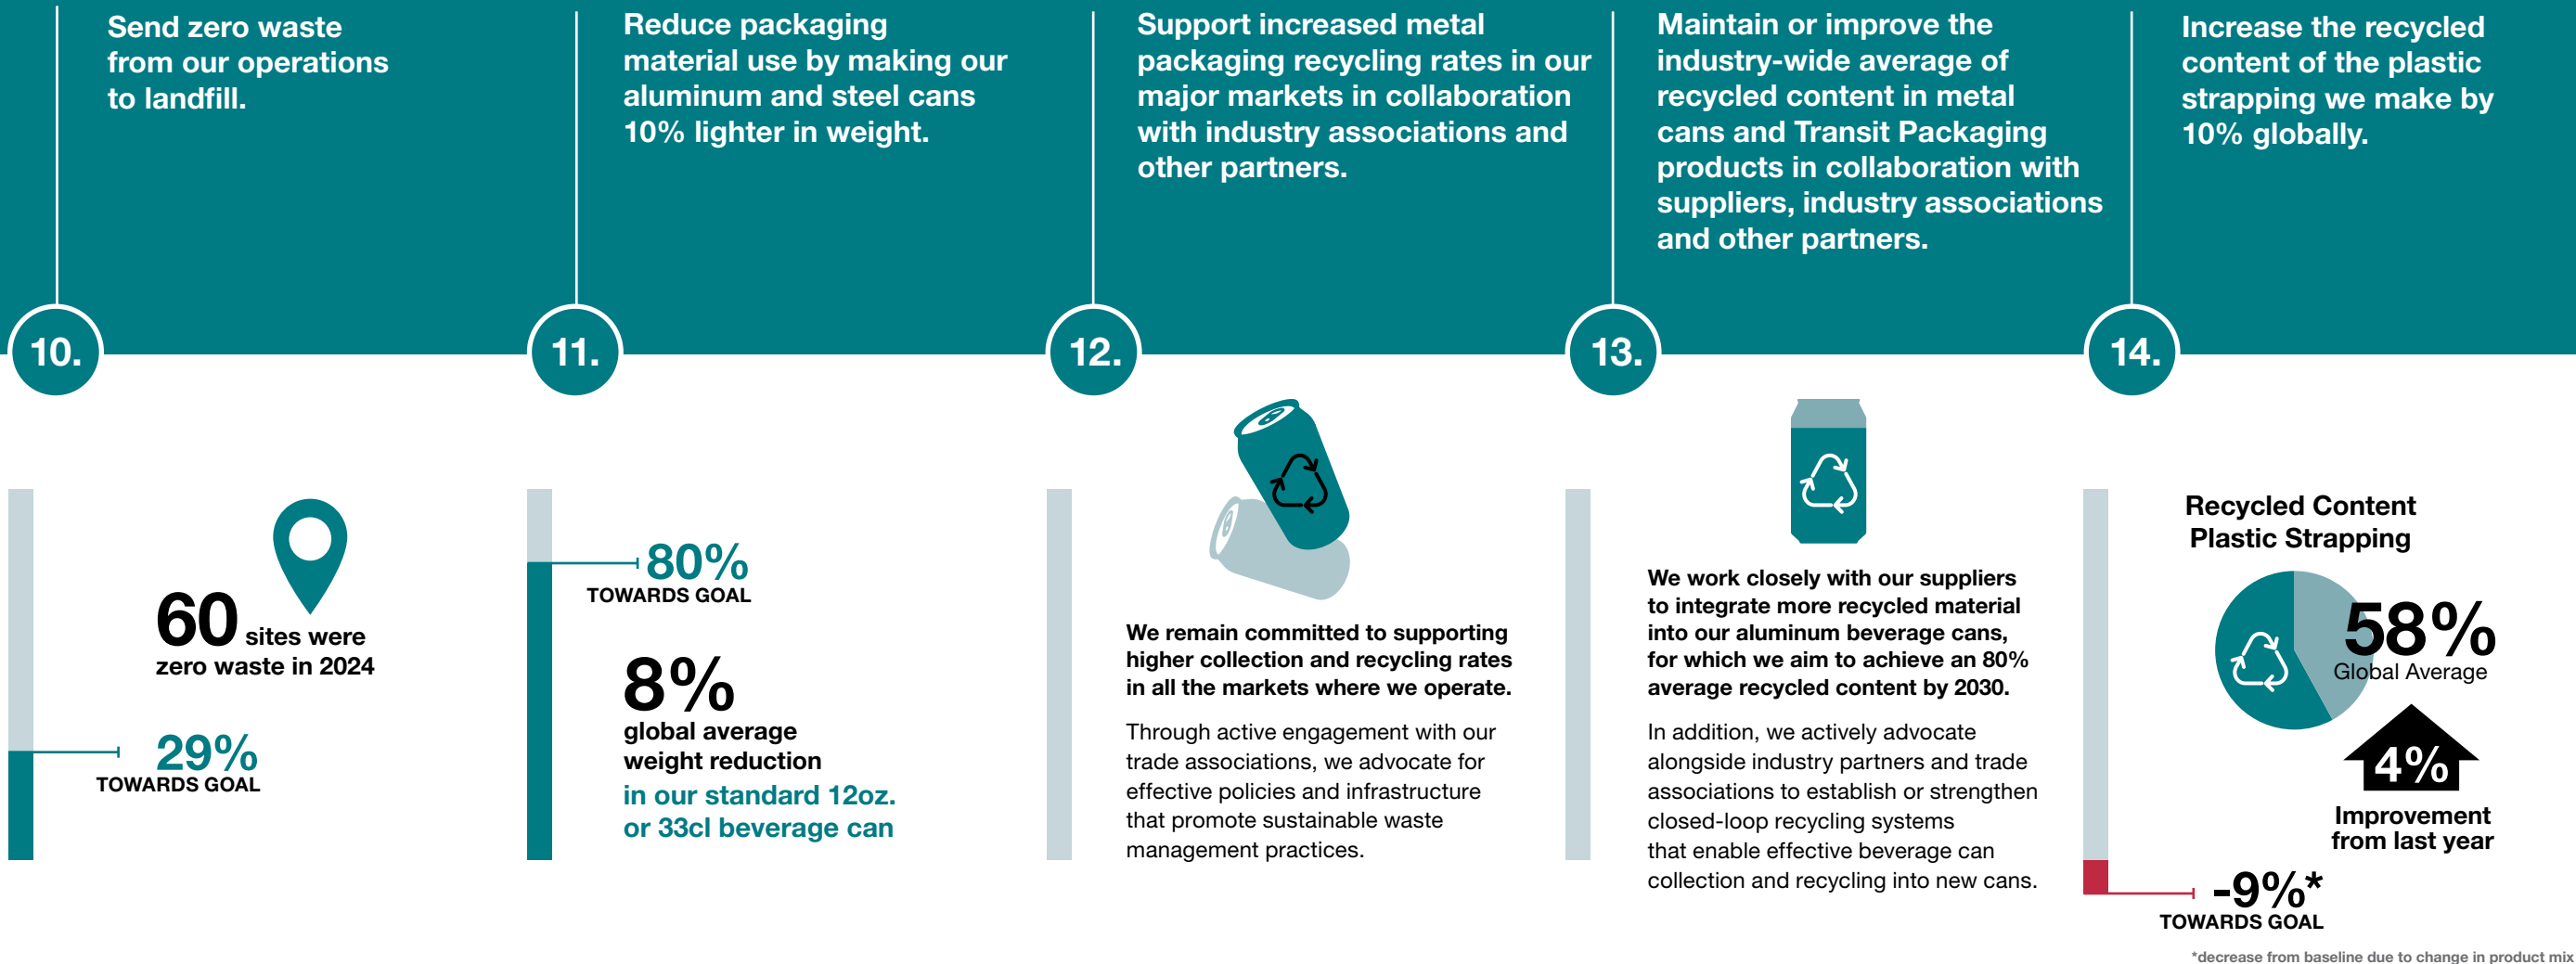 Send zero waste
from our operations
to landfill.
10.
60 sites were
zero waste in 2024
29%
TOWARDS GOAL
Reduce packaging
material use by making our
aluminum and steel cans
10% lighter in weight.
11.
80%
TOWARDS GOAL
8%
global average
weight reduction
in our standard 12oz.
or 33cl beverage can
Support increased metal
packaging recycling rates in our
major markets in collaboration
with industry associations and
other partners.
12.
We remain committed to supporting
higher collection and recycling rates
in all the markets where we operate.
Through active engagement with our
trade associations, we advocate for
effective policies and infrastructure
that promote sustainable waste
management practices.
Maintain or improve the
industry-wide average of
recycled content in metal
cans and Transit Packaging
products in collaboration with
suppliers, industry associations
and other partners.
13.
We work closely with our suppliers
to integrate more recycled material
into our aluminum beverage cans,
for which we aim to achieve an 80%
average recycled content by 2030.
In addition, we actively advocate
alongside industry partners and trade
associations to establish or strengthen
closed-loop recycling systems
that enable effective beverage can
collection and recycling into new cans.
Increase the recycled
content of the plastic
strapping we make by
10% globally.
14.
Recycled Content
Plastic Strapping
58%
Global Average
4%
Improvement
from last year
-9%*
TOWARDS GOAL
*decrease from baseline due to change in product mix